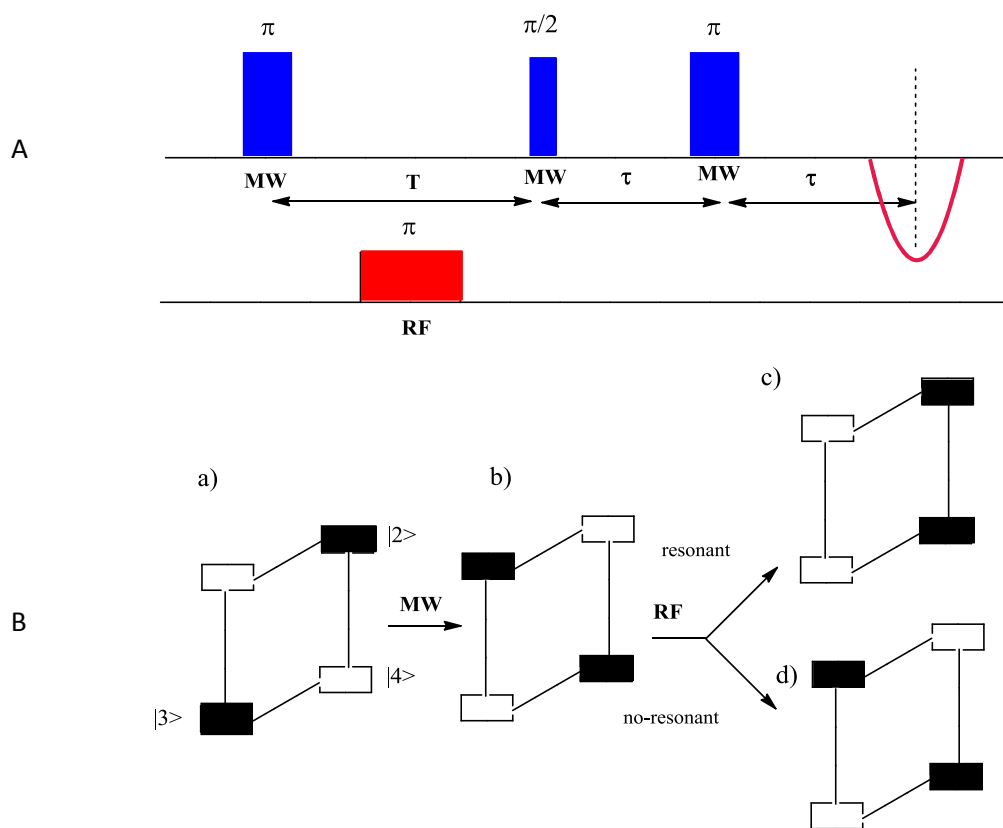 π π/2 π
A
MW T MW τ MW τ
π
RF
c)
a) b)
|2>
resonant
MW RF
B
|4> d)
|3> no-resonant